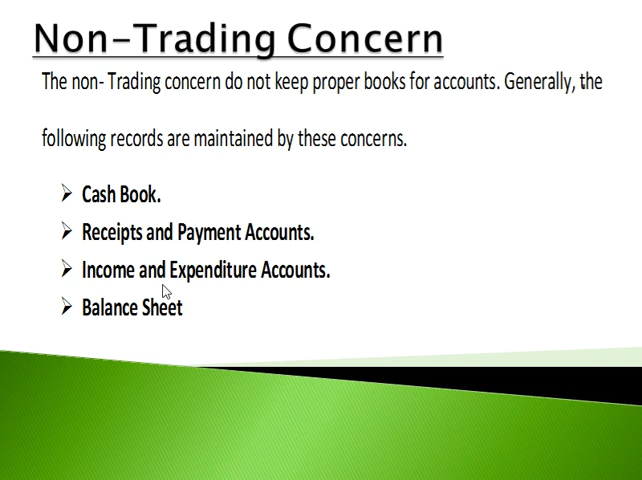 Non-Trading Concern
The non- Trading concern do not keep proper books for accounts. Generally, the
following records are maintained by these concerns.
➢ Cash Book.
➢ Receipts and Payment Accounts.
➢ Income and Expenditure Accounts.
➢ Balance Sheet